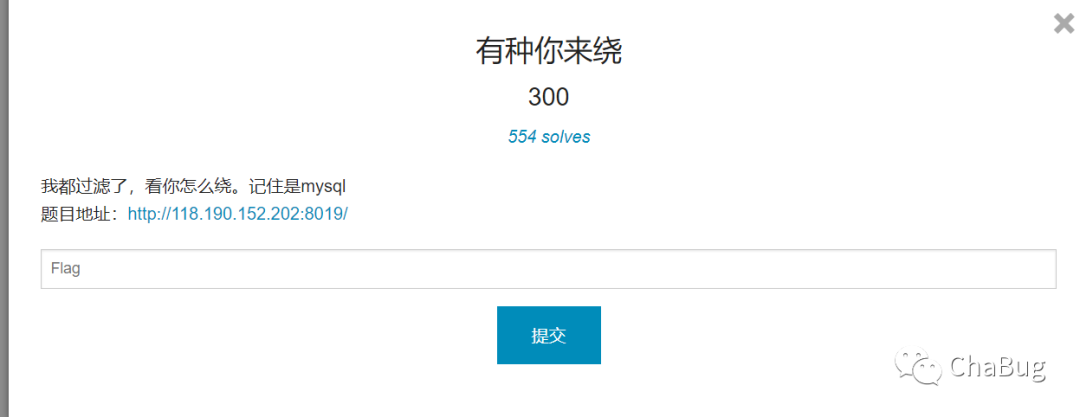 有种你来绕
300
554 solves
我都过滤了，看你怎么绕。记住是mysql
题目地址：http://118.190.152.202:8019/
Flag
提交
ChaBug